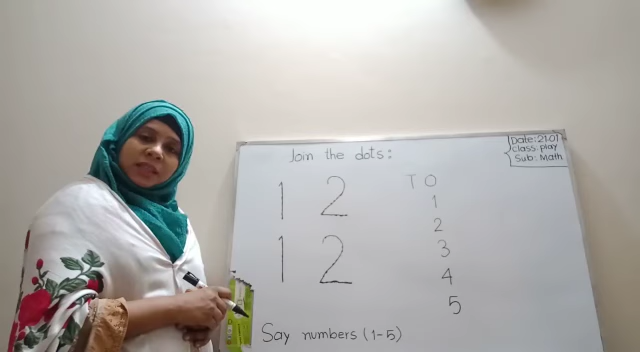 Date: 21.01
Class: Play
Sub: Math
Join the dots:
1 2
1 2
T O
1
2
3
4
5
Say numbers (1-5)